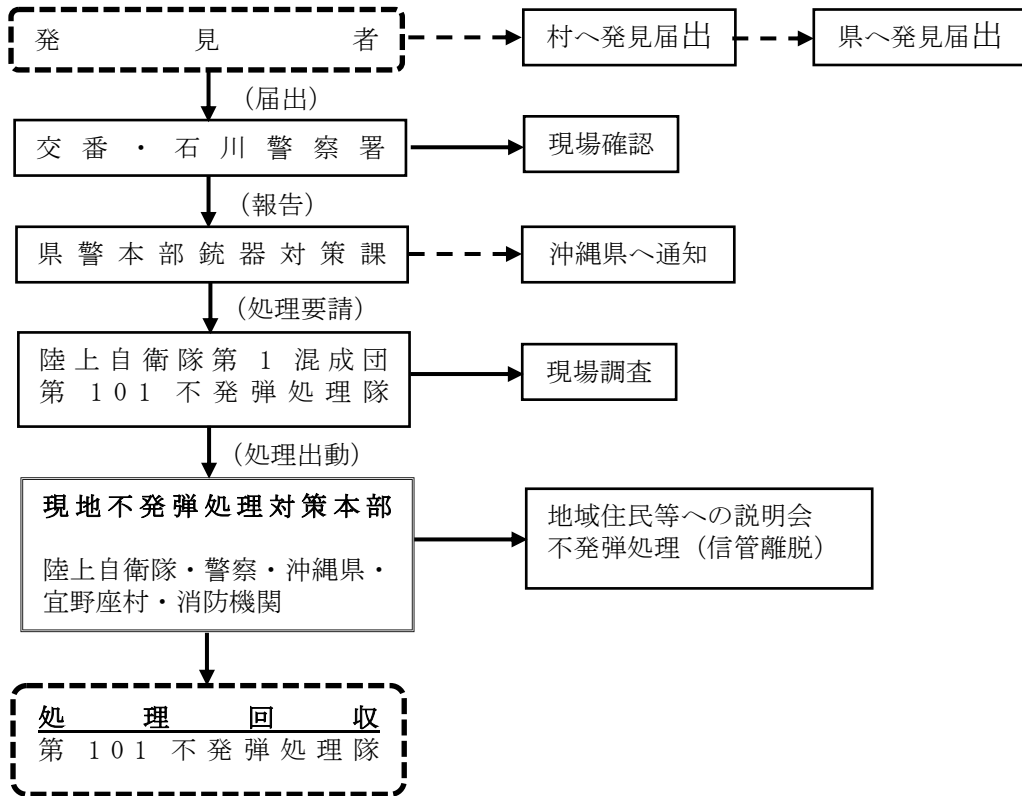 発見者
村へ発見届出
県へ発見届出
(届出)
交番・石川警察署
現場確認
(報告)
県警本部銃器対策課
沖縄県へ通知
(処理要請)
陸上自衛隊第1混成団
第101不発弾処理隊
現場調査
(処理出動)
現地不発弾処理対策本部
陸上自衛隊・警察・沖縄県・
宜野座村・消防機関
地域住民等への説明会
不発弾処理（信管離脱）
処理回収
第101不発弾処理隊